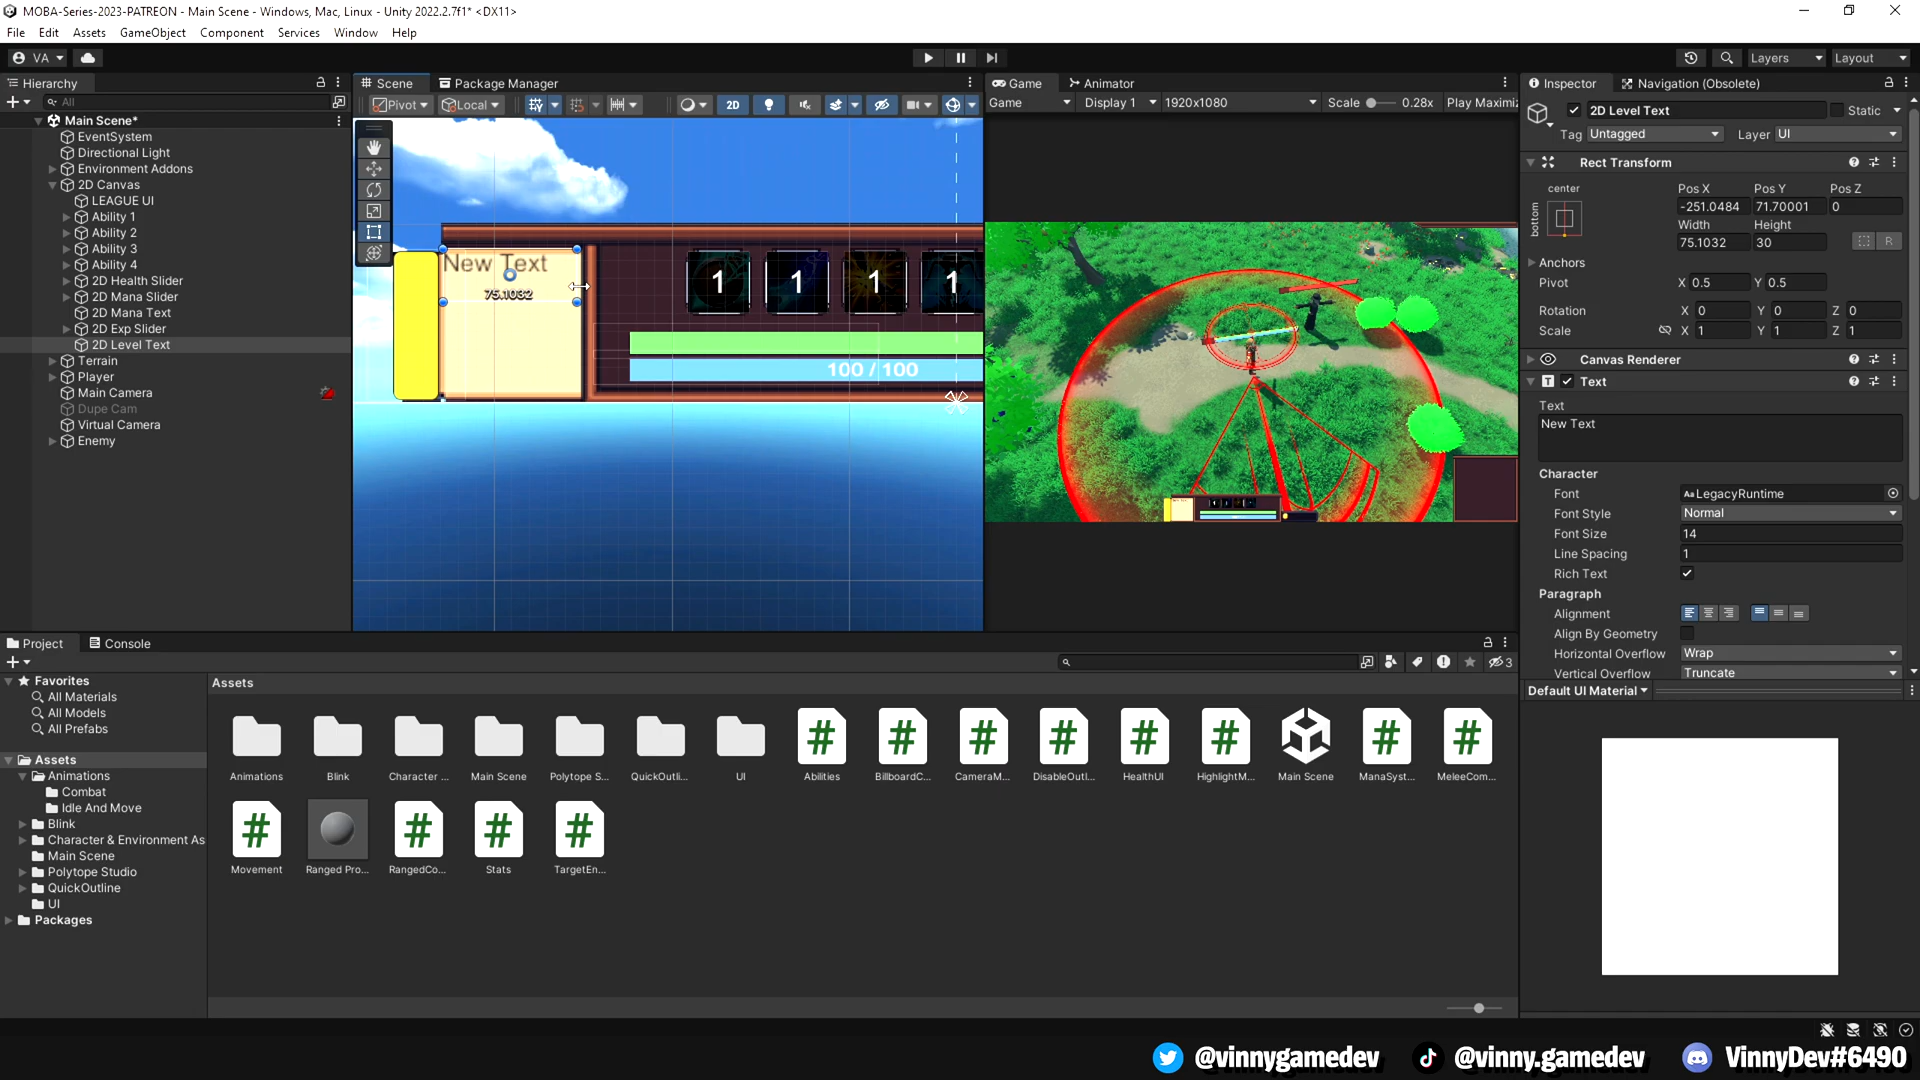 MOBA-Series-2023-PATREON - Main Scene - Windows, Mac, Linux - Unity 2022.2.7f1* <DX11>
File Edit Assets GameObject Component Services Window Help
VA
Layers
Layout
Hierarchy
All
Main Scene*
EventSystem
Directional Light
Environment Addons
2D Canvas
LEAGUE UI
Ability 1
Ability 2
Ability 3
Ability 4
2D Health Slider
2D Mana Slider
2D Mana Text
2D Exp Slider
2D Level Text
Terrain
Player
Main Camera
Dupe Cam
Virtual Camera
Enemy
Scene
Package Manager
Pivot
Local
2D
New Text
75.1032
1 1 1 1
100 / 100
Game
Animator
Game
Display 1
1920x1080
Scale
0.28x
Play Maximiz
Inspector
Navigation (Obsolete)
2D Level Text
Static
Tag Untagged
Layer UI
Rect Transform
center
bottom
Pos X Pos Y Pos Z
-251.0484 71.70001 0
Width Height
75.1032 30
R
Anchors
Pivot X 0.5 Y 0.5
Rotation X 0 Y 0 Z 0
Scale X 1 Y 1 Z 1
Canvas Renderer
Text
Text
New Text
Character
Font LegacyRuntime
Font Style Normal
Font Size 14
Line Spacing 1
Rich Text
Paragraph
Alignment
Align By Geometry
Horizontal Overflow Wrap
Vertical Overflow Truncate
Default UI Material
Project
Console
3
Favorites
All Materials
All Models
All Prefabs
Assets
Animations
Combat
Idle And Move
Blink
Character & Environment As
Main Scene
Polytope Studio
QuickOutline
UI
Packages
Assets
Animations
Blink
Character ...
Main Scene
Polytope S...
QuickOutli...
UI
Abilities
BillboardC...
CameraM...
DisableOutl...
HealthUI
HighlightM...
Main Scene
ManaSyst...
MeleeCom...
Movement
Ranged Pro...
RangedCo...
Stats
TargetEn...
@vinnygamedev
@vinny.gamedev
VinnyDev#6490